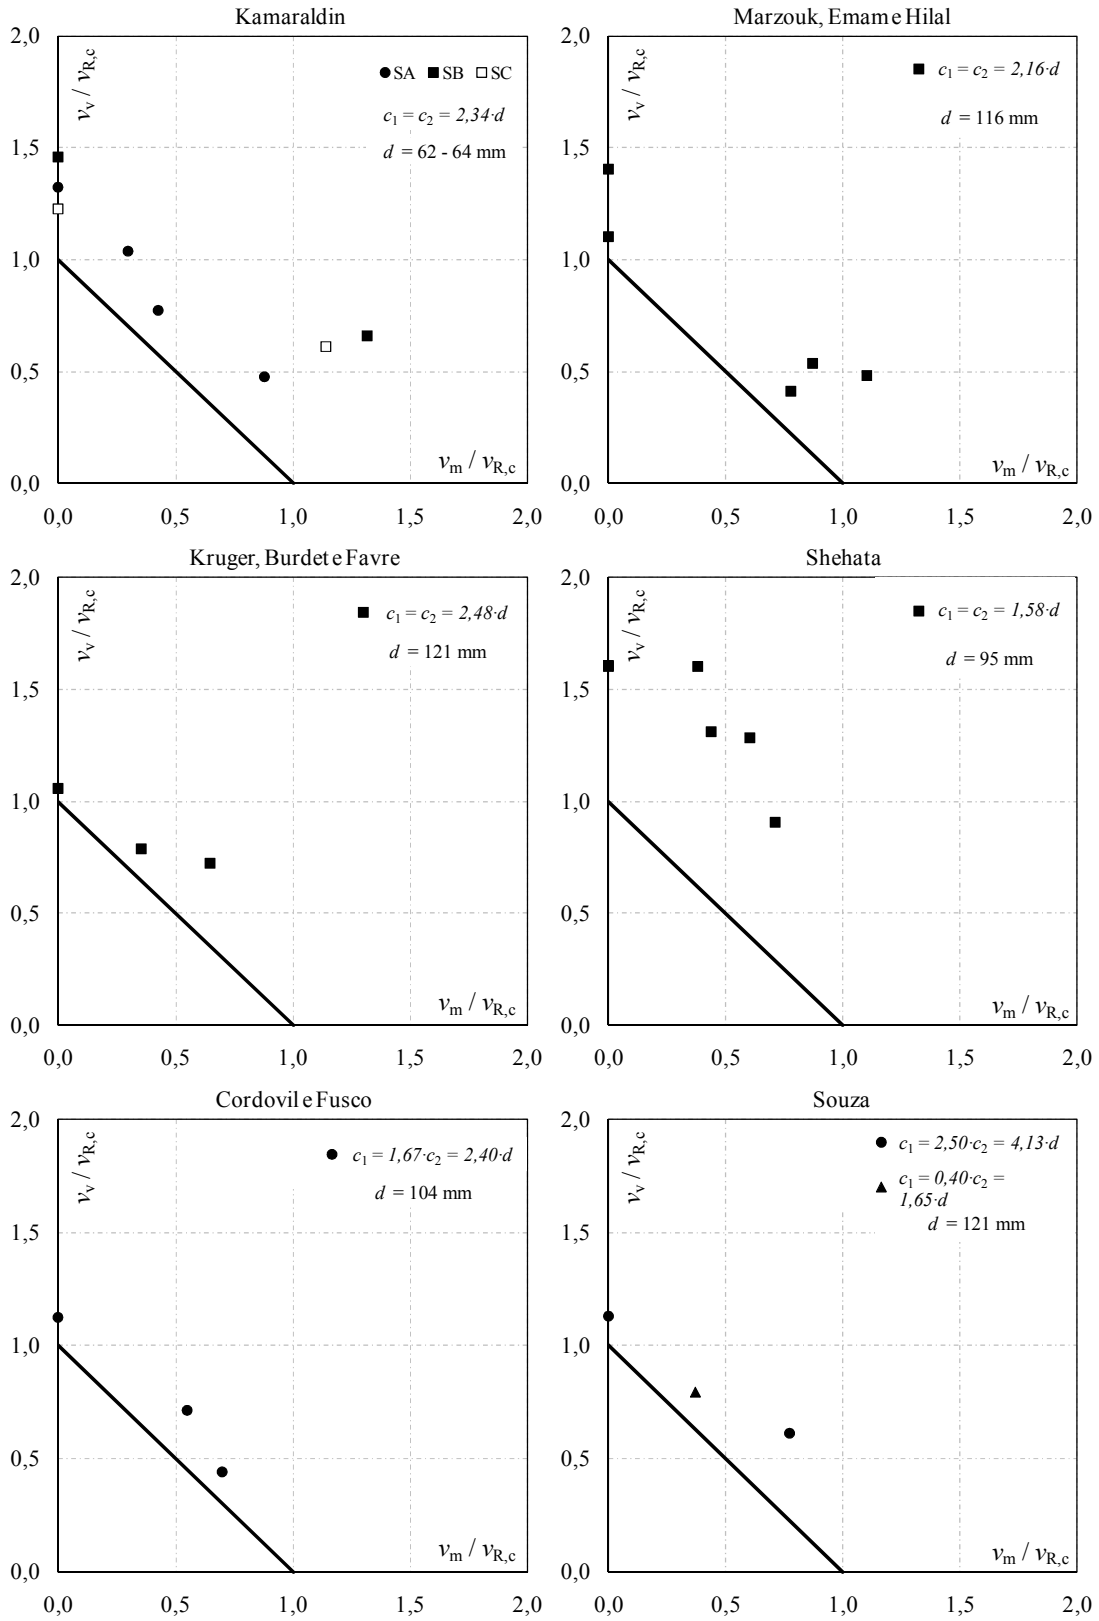 Kamaraldin
2,0
v_v / v_R,c
● SA ■ SB □ SC
c₁ = c₂ = 2,34·d
d = 62 - 64 mm
1,5
1,0
0,5
v_m / v_R,c
0,0
0,0 0,5 1,0 1,5 2,0
Marzouk, Emam e Hilal
2,0
v_v / v_R,c
■ c₁ = c₂ = 2,16·d
d = 116 mm
1,5
1,0
0,5
v_m / v_R,c
0,0
0,0 0,5 1,0 1,5 2,0
Kruger, Burdet e Favre
2,0
v_v / v_R,c
■ c₁ = c₂ = 2,48·d
d = 121 mm
1,5
1,0
0,5
v_m / v_R,c
0,0
0,0 0,5 1,0 1,5 2,0
Shehata
2,0
v_v / v_R,c
■ c₁ = c₂ = 1,58·d
d = 95 mm
1,5
1,0
0,5
v_m / v_R,c
0,0
0,0 0,5 1,0 1,5 2,0
Cordovil e Fusco
2,0
v_v / v_R,c
● c₁ = 1,67·c₂ = 2,40·d
d = 104 mm
1,5
1,0
0,5
v_m / v_R,c
0,0
0,0 0,5 1,0 1,5 2,0
Souza
2,0
v_v / v_R,c
● c₁ = 2,50·c₂ = 4,13·d
▲ c₁ = 0,40·c₂ =
1,65·d
d = 121 mm
1,5
1,0
0,5
v_m / v_R,c
0,0
0,0 0,5 1,0 1,5 2,0